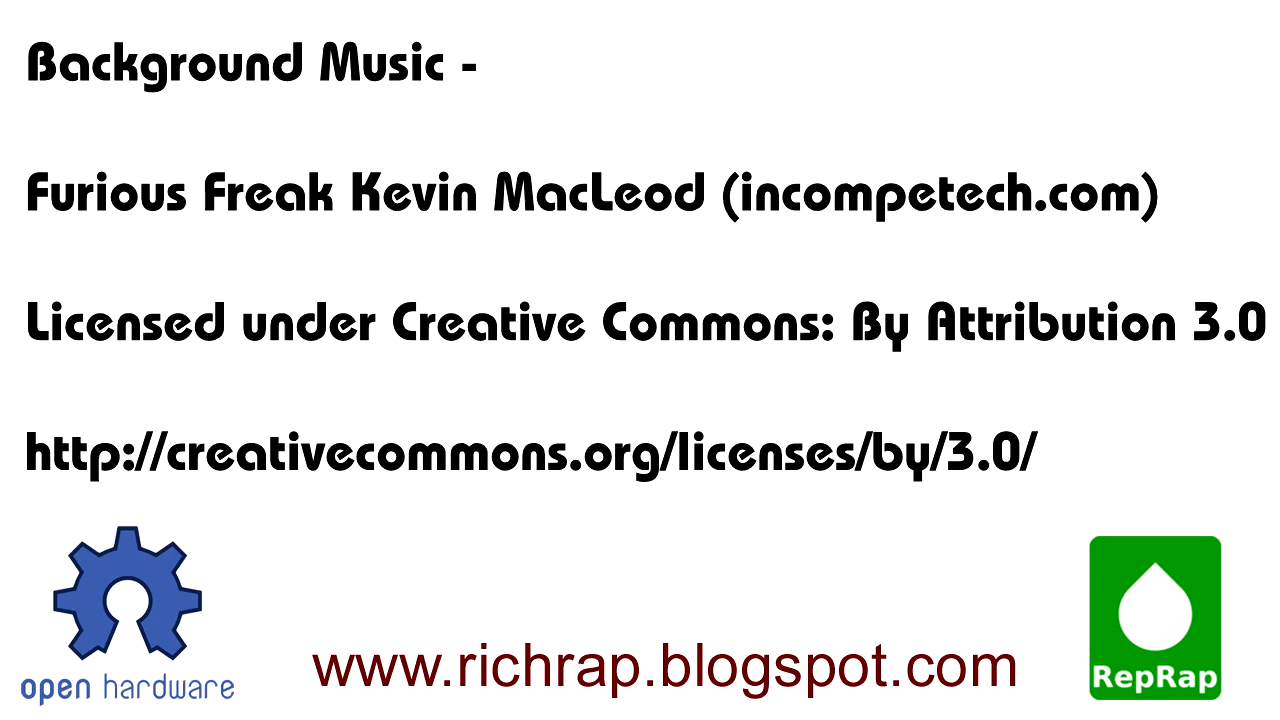 Background Music -
Furious Freak Kevin MacLeod (incompetech.com)
Licensed under Creative Commons: By Attribution 3.0
http://creativecommons.org/licenses/by/3.0/
open hardware
www.richrap.blogspot.com
RepRap